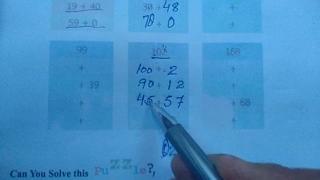 19 + 40
59 + 0
30 + 48
78 + 0
99
+
+ 39
+
+
+
102
100 + 2
90 + 12
45 + 57
168
+
+
+ 68
+
Can You Solve this Puzzle?,